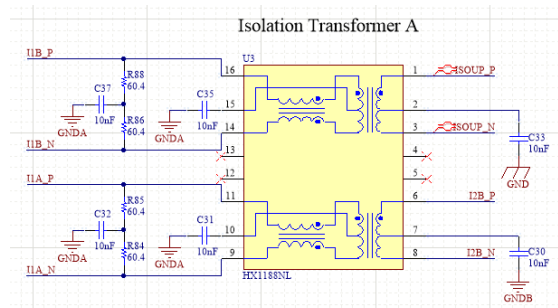 Isolation Transformer A
U3
I1B_P
16
1
ISOUP_P
R88
60.4
C37
10nF
GNDA
C35
10nF
GNDA
15
2
R86
60.4
14
3
ISOUP_N
I1B_N
13
4
C33
10nF
12
5
GND
I1A_P
11
6
I2B_P
R85
60.4
C32
10nF
GNDA
C31
10nF
GNDA
10
7
R84
60.4
9
8
I2B_N
C30
10nF
I1A_N
HX1188NL
GNDB